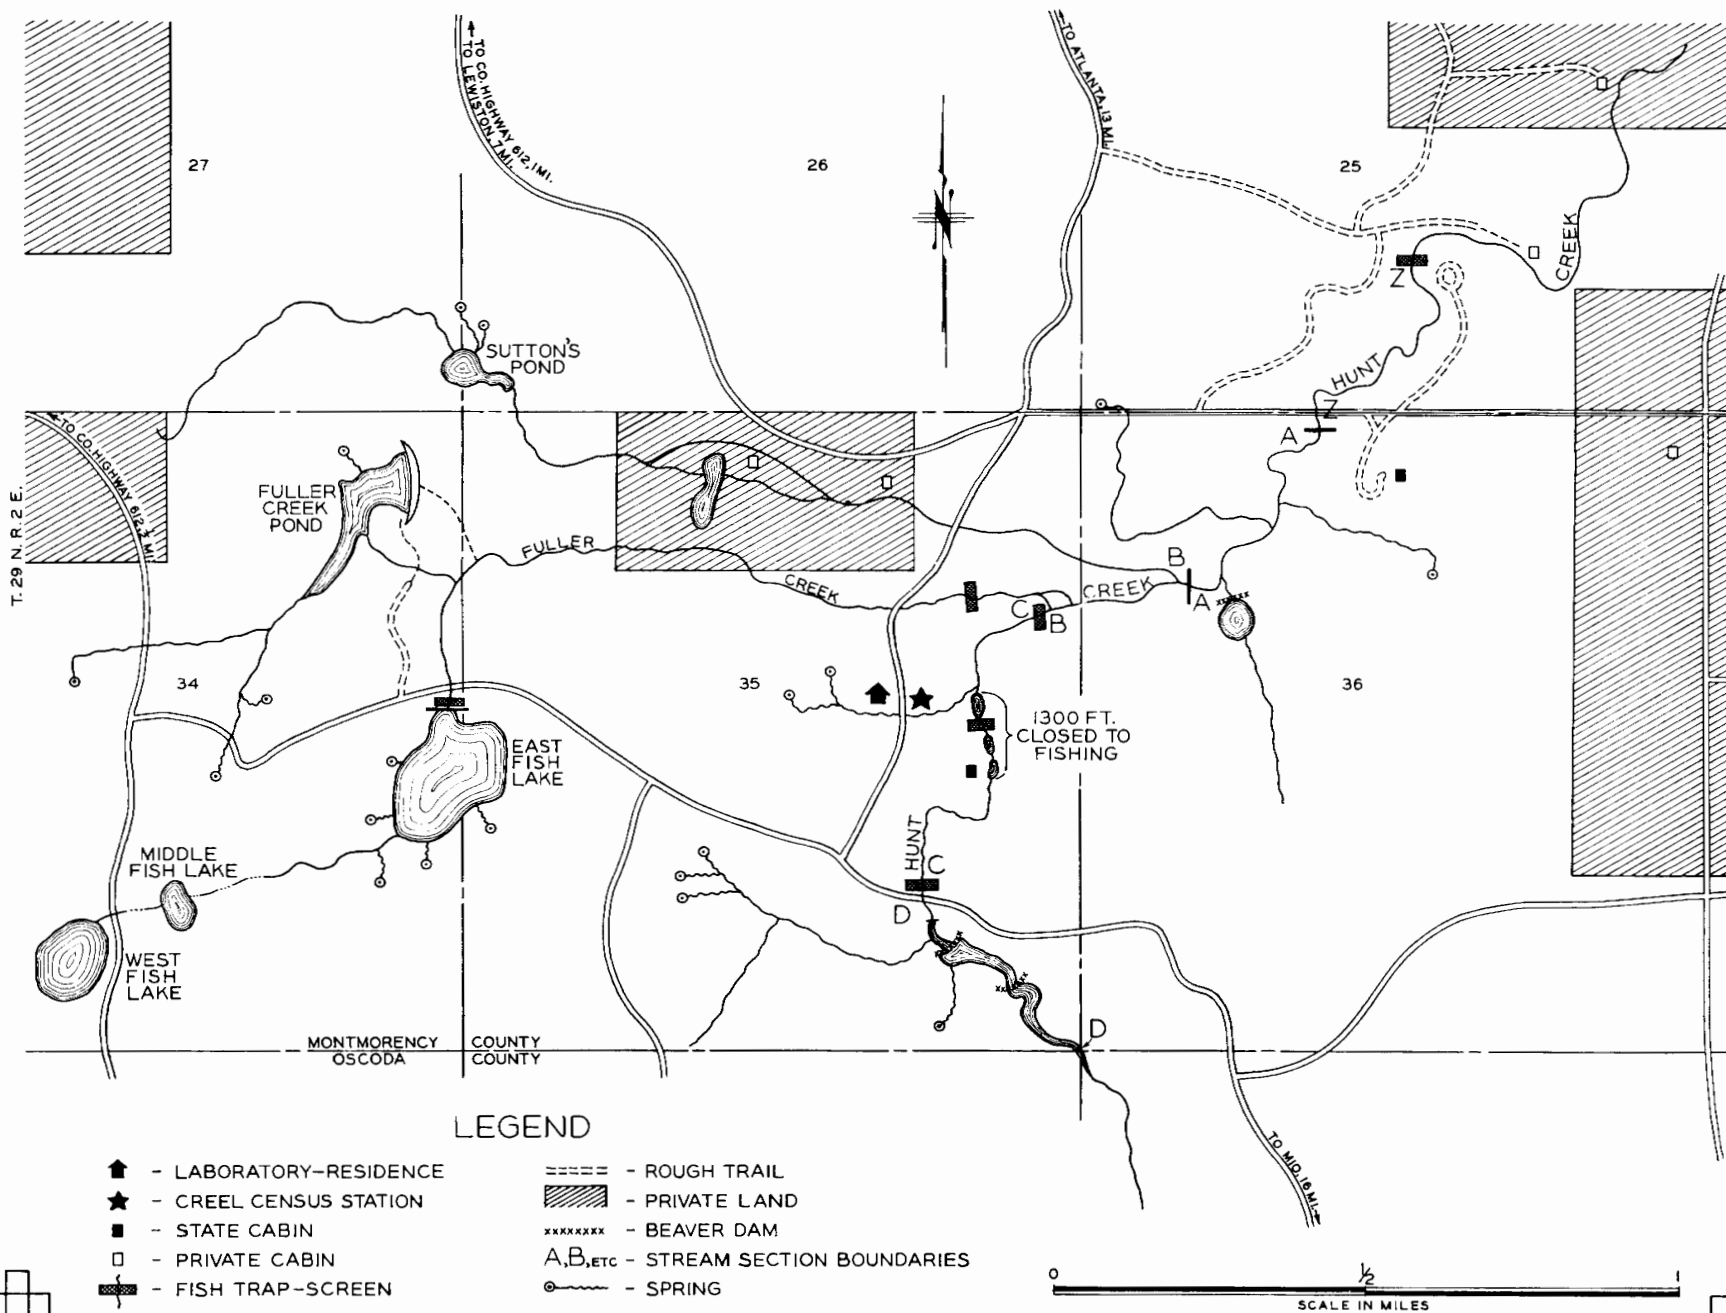 TO CO. HIGHWAY 612, 1 MI.
TO LEWISTON, 7 MI.
TO ATLANTA, 13 MI.
27
26
25
CREEK
Z
SUTTON'S
POND
HUNT
Z
A
TO CO. HIGHWAY 612, 2 MI.
T. 29 N. R. 2 E.
FULLER
CREEK
POND
FULLER
CREEK
B
C
CREEK
A
B
34
35
36
1300 FT.
CLOSED TO
FISHING
EAST
FISH
LAKE
HUNT
MIDDLE
FISH LAKE
C
D
WEST
FISH
LAKE
D
MONTMORENCY COUNTY
OSCODA COUNTY
TO MIO, 16 MI.
LEGEND
- LABORATORY-RESIDENCE
- CREEL CENSUS STATION
- STATE CABIN
- PRIVATE CABIN
- FISH TRAP-SCREEN
- ROUGH TRAIL
- PRIVATE LAND
- BEAVER DAM
A,B,ETC - STREAM SECTION BOUNDARIES
- SPRING
0 1/2 1
SCALE IN MILES